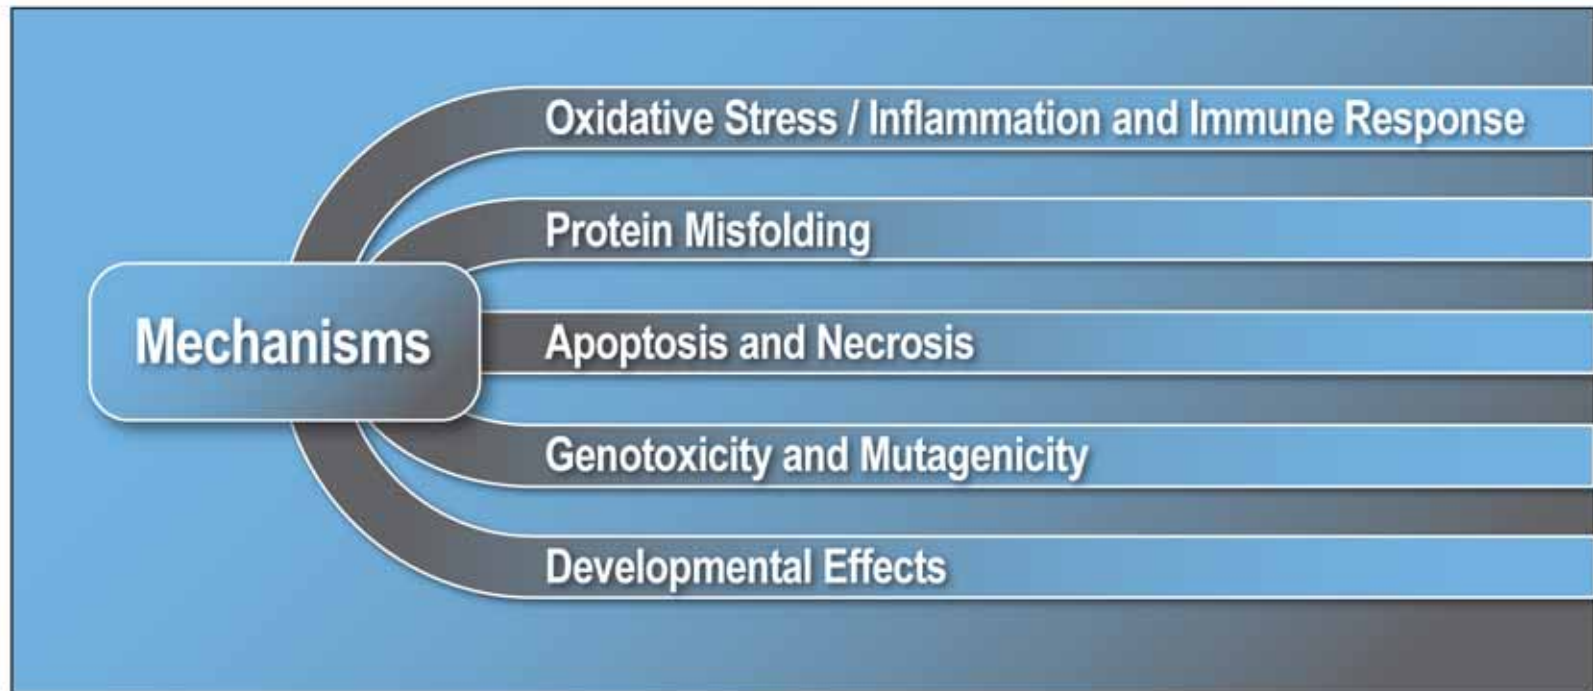 Oxidative Stress / Inflammation and Immune Response
Protein Misfolding
Mechanisms
Apoptosis and Necrosis
Genotoxicity and Mutagenicity
Developmental Effects